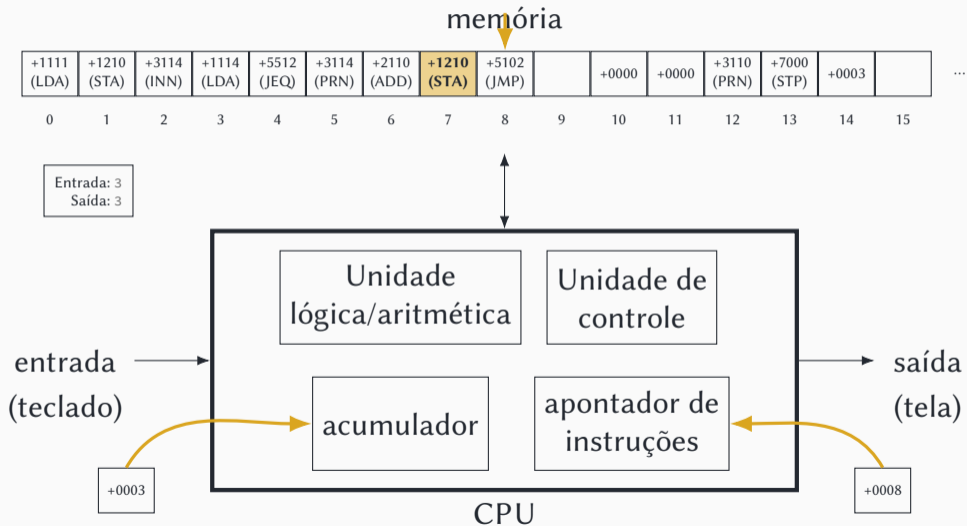 memória
+1111 +1210 +3114 +1114 +5512 +3114 +2110 +1210 +5102 +0000 +0000 +3110 +7000 +0003 ...
(LDA) (STA) (INN) (LDA) (JEQ) (PRN) (ADD) (STA) (JMP) (PRN) (STP)
0 1 2 3 4 5 6 7 8 9 10 11 12 13 14 15
Entrada: 3
Saída: 3
Unidade
lógica/aritmética
Unidade de
controle
entrada
(teclado)
saída
(tela)
acumulador
apontador de
instruções
+0003
+0008
CPU